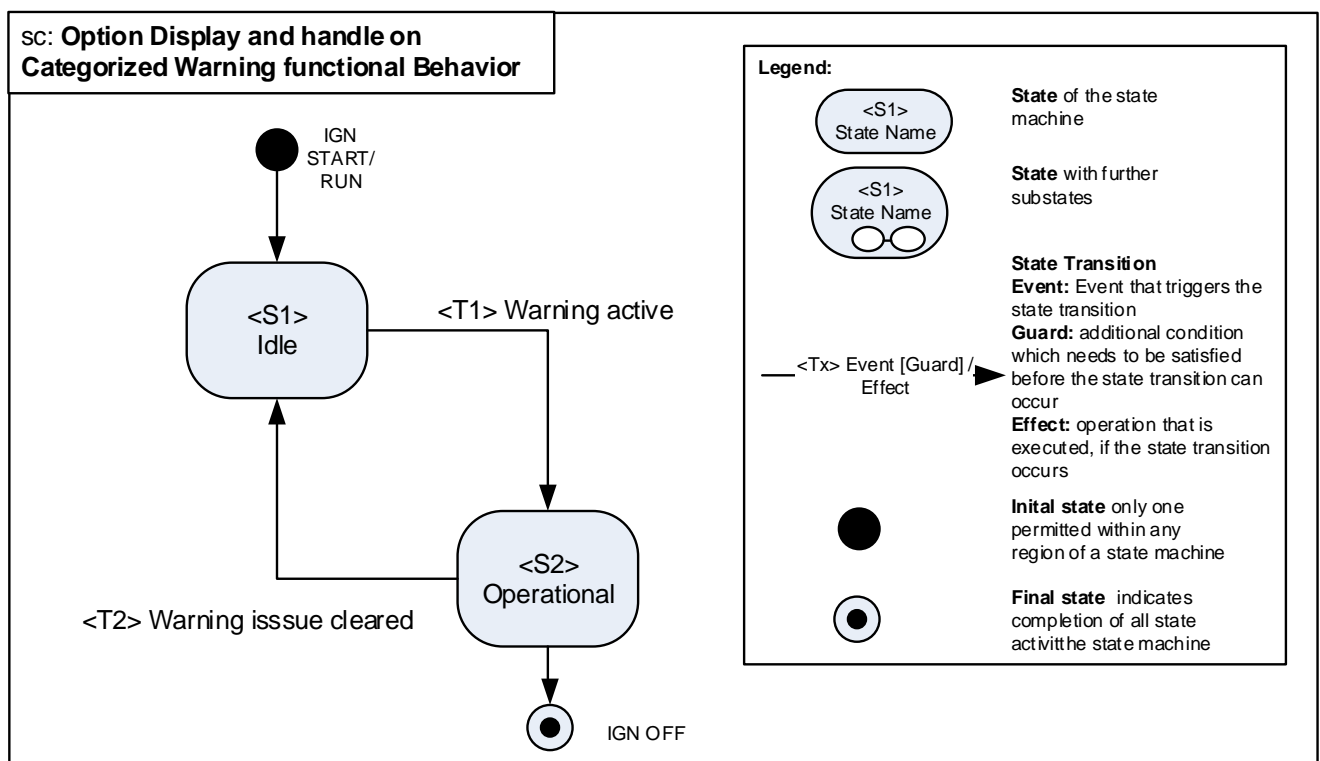 sc: Option Display and handle on
Categorized Warning functional Behavior
IGN
START/
RUN
<S1>
Idle
<T1> Warning active
<S2>
Operational
<T2> Warning isssue cleared
IGN OFF
Legend:
<S1>
State Name
State of the state
machine
<S1>
State Name
State with further
substates
<Tx> Event [Guard] /
Effect
State Transition
Event: Event that triggers the
state transition
Guard: additional condition
which needs to be satisfied
before the state transition can
occur
Effect: operation that is
executed, if the state transition
occurs
Inital state only one
permitted within any
region of a state machine
Final state indicates
completion of all state
activitthe state machine